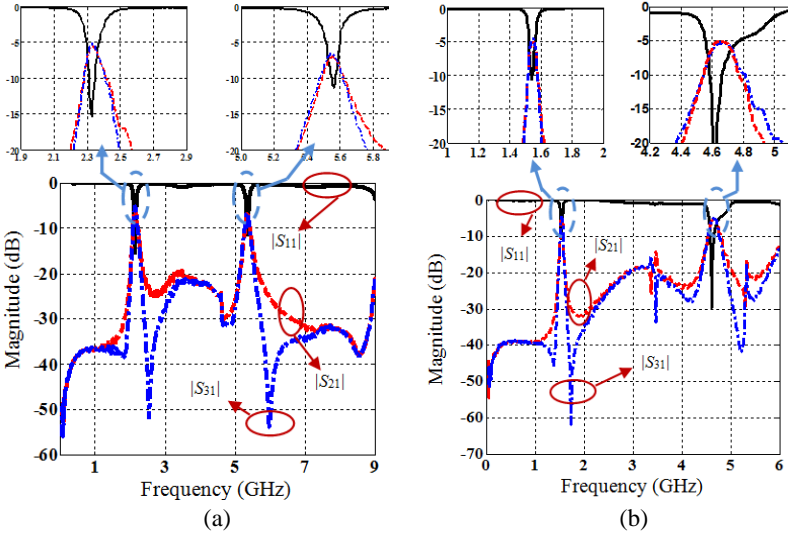 0
-5
-10
-15
-20
1.9 2.1 2.3 2.5 2.7 2.9
0
-5
-10
-15
-20
5.0 5.4 5.6 5.8
0
-5
-10
-15
-20
1 1.2 1.4 1.6 1.8 2
0
-5
-10
-15
-20
4.2 4.4 4.6 4.8 5
Magnitude (dB)
0
-10
-20
-30
-40
-50
-60
1 2 3 4 5 6 7 8 9
Frequency (GHz)
|S11|
|S31|
|S21|
(a)
Magnitude (dB)
0
-10
-20
-30
-40
-50
-60
-70
0 1 2 3 4 5 6
Frequency (GHz)
|S11|
|S21|
|S31|
(b)